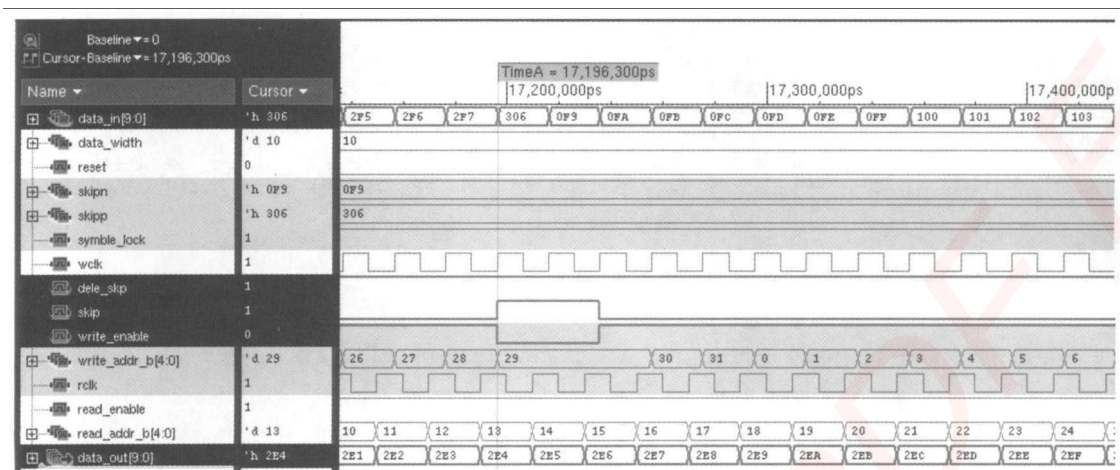 Baseline ▾= 0
Cursor-Baseline ▾= 17,196,300ps
TimeA = 17,196,300ps
17,200,000ps 17,300,000ps 17,400,000p
Name ▾ Cursor ▾
data_in[9:0] 'h 306 2F5 2F6 2F7 306 0F9 0FA 0FB 0FC 0FD 0FE 0FF 100 101 102 103
data_width 'd 10 10
reset 0
skipn 'h 0F9 0F9
skipp 'h 306 306
symble_lock 1
wclk 1
dele_skp 1
skip 1
write_enable 0
write_addr_b[4:0] 'd 29 26 27 28 29 30 31 0 1 2 3 4 5 6
rclk 1
read_enable 1
read_addr_b[4:0] 'd 13 10 11 12 13 14 15 16 17 18 19 20 21 22 23 24
data_out[9:0] 'h 2E4 2E1 2E2 2E3 2E4 2E5 2E6 2E7 2E8 2E9 2EA 2EB 2EC 2ED 2EE 2EF